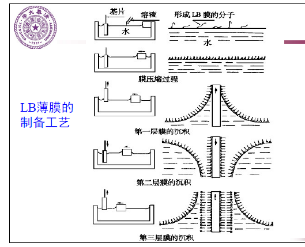 基片
溶液
水
形成LB膜的分子
水
膜压缩过程
LB薄膜的
制备工艺
第一层膜的沉积
第二层膜的沉积
第三层膜的沉积